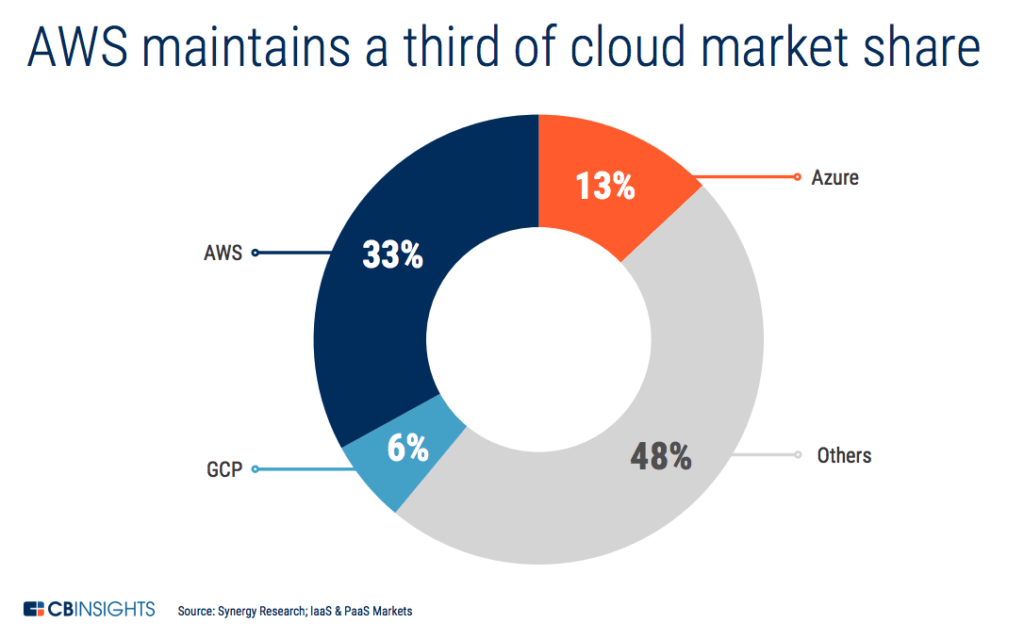 AWS maintains a third of cloud market share
13%
Azure
33%
AWS
6%
GCP
48%
Others
CBINSIGHTS
Source: Synergy Research; IaaS & PaaS Markets